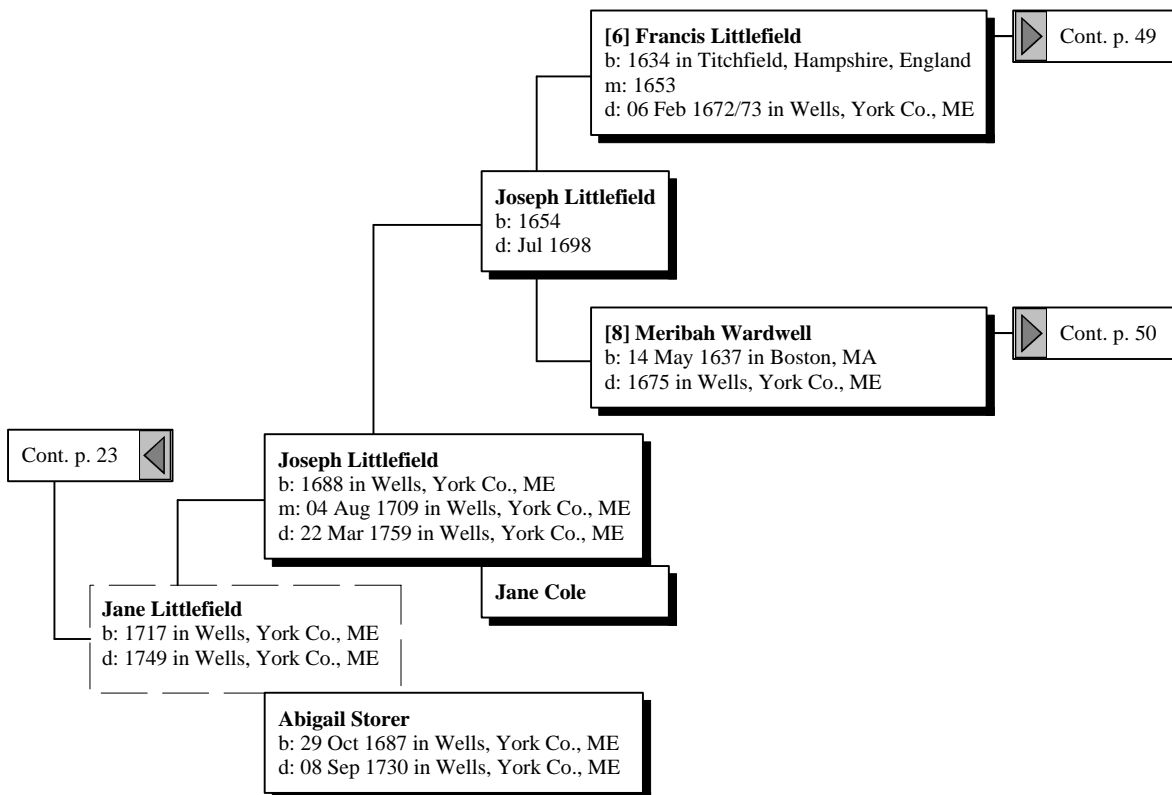 [6] Francis Littlefield
b: 1634 in Titchfield, Hampshire, England
m: 1653
d: 06 Feb 1672/73 in Wells, York Co., ME
Cont. p. 49
Joseph Littlefield
b: 1654
d: Jul 1698
[8] Meribah Wardwell
b: 14 May 1637 in Boston, MA
d: 1675 in Wells, York Co., ME
Cont. p. 50
Cont. p. 23
Joseph Littlefield
b: 1688 in Wells, York Co., ME
m: 04 Aug 1709 in Wells, York Co., ME
d: 22 Mar 1759 in Wells, York Co., ME
Jane Cole
Jane Littlefield
b: 1717 in Wells, York Co., ME
d: 1749 in Wells, York Co., ME
Abigail Storer
b: 29 Oct 1687 in Wells, York Co., ME
d: 08 Sep 1730 in Wells, York Co., ME